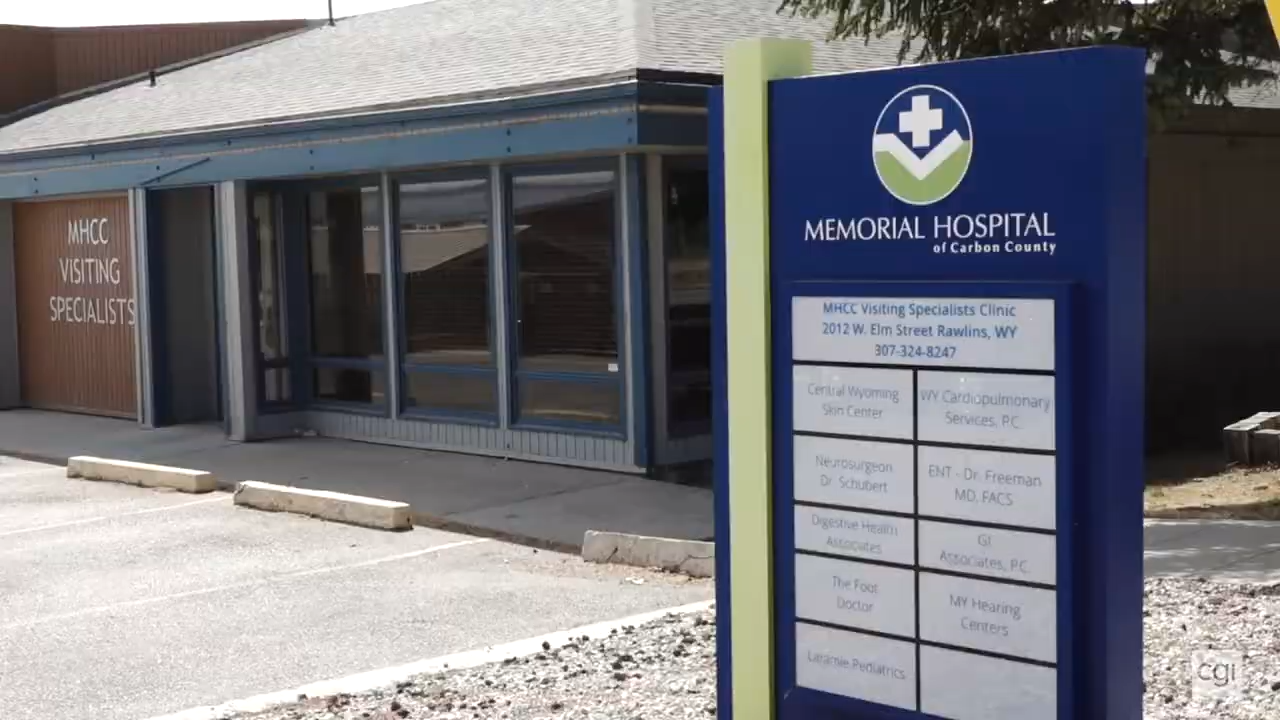 MHCC
VISITING
SPECIALISTS
MEMORIAL HOSPITAL
of Carbon County
MHCC Visiting Specialists Clinic
2012 W. Elm Street Rawlins, WY
307-324-8247
Central Wyoming
Skin Center
WY Cardiopulmonary
Services, P.C.
Neurosurgeon
Dr. Schubert
ENT - Dr. Freeman
MD, FACS
Digestive Health
Associates
GI
Associates, P.C.
The Foot
Doctor
MY Hearing
Centers
Laramie Pediatrics
cgi